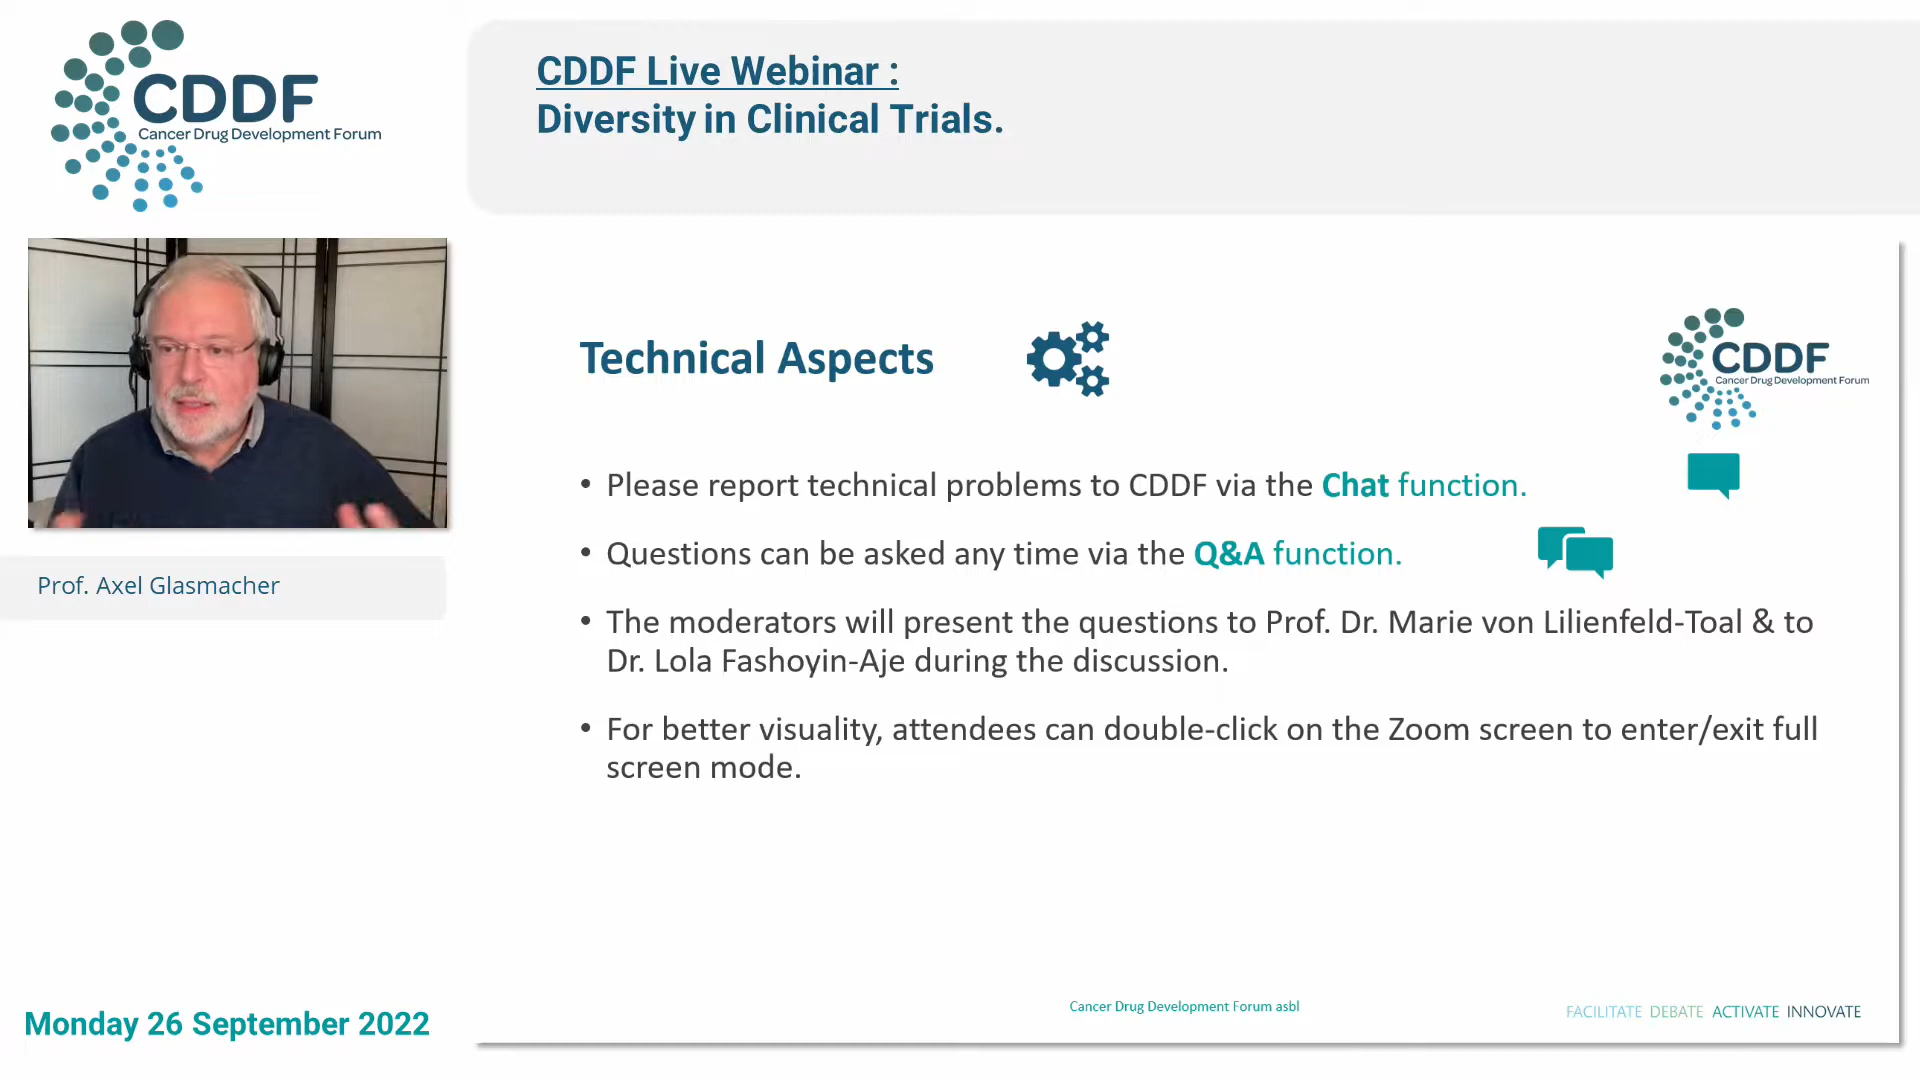 CDDF
Cancer Drug Development Forum
CDDF Live Webinar :
Diversity in Clinical Trials.
Prof. Axel Glasmacher
Monday 26 September 2022
Technical Aspects
CDDF
Cancer Drug Development Forum
• Please report technical problems to CDDF via the Chat function.
• Questions can be asked any time via the Q&A function.
• The moderators will present the questions to Prof. Dr. Marie von Lilienfeld-Toal & to
Dr. Lola Fashoyin-Aje during the discussion.
• For better visuality, attendees can double-click on the Zoom screen to enter/exit full
screen mode.
Cancer Drug Development Forum asbl
FACILITATE DEBATE ACTIVATE INNOVATE